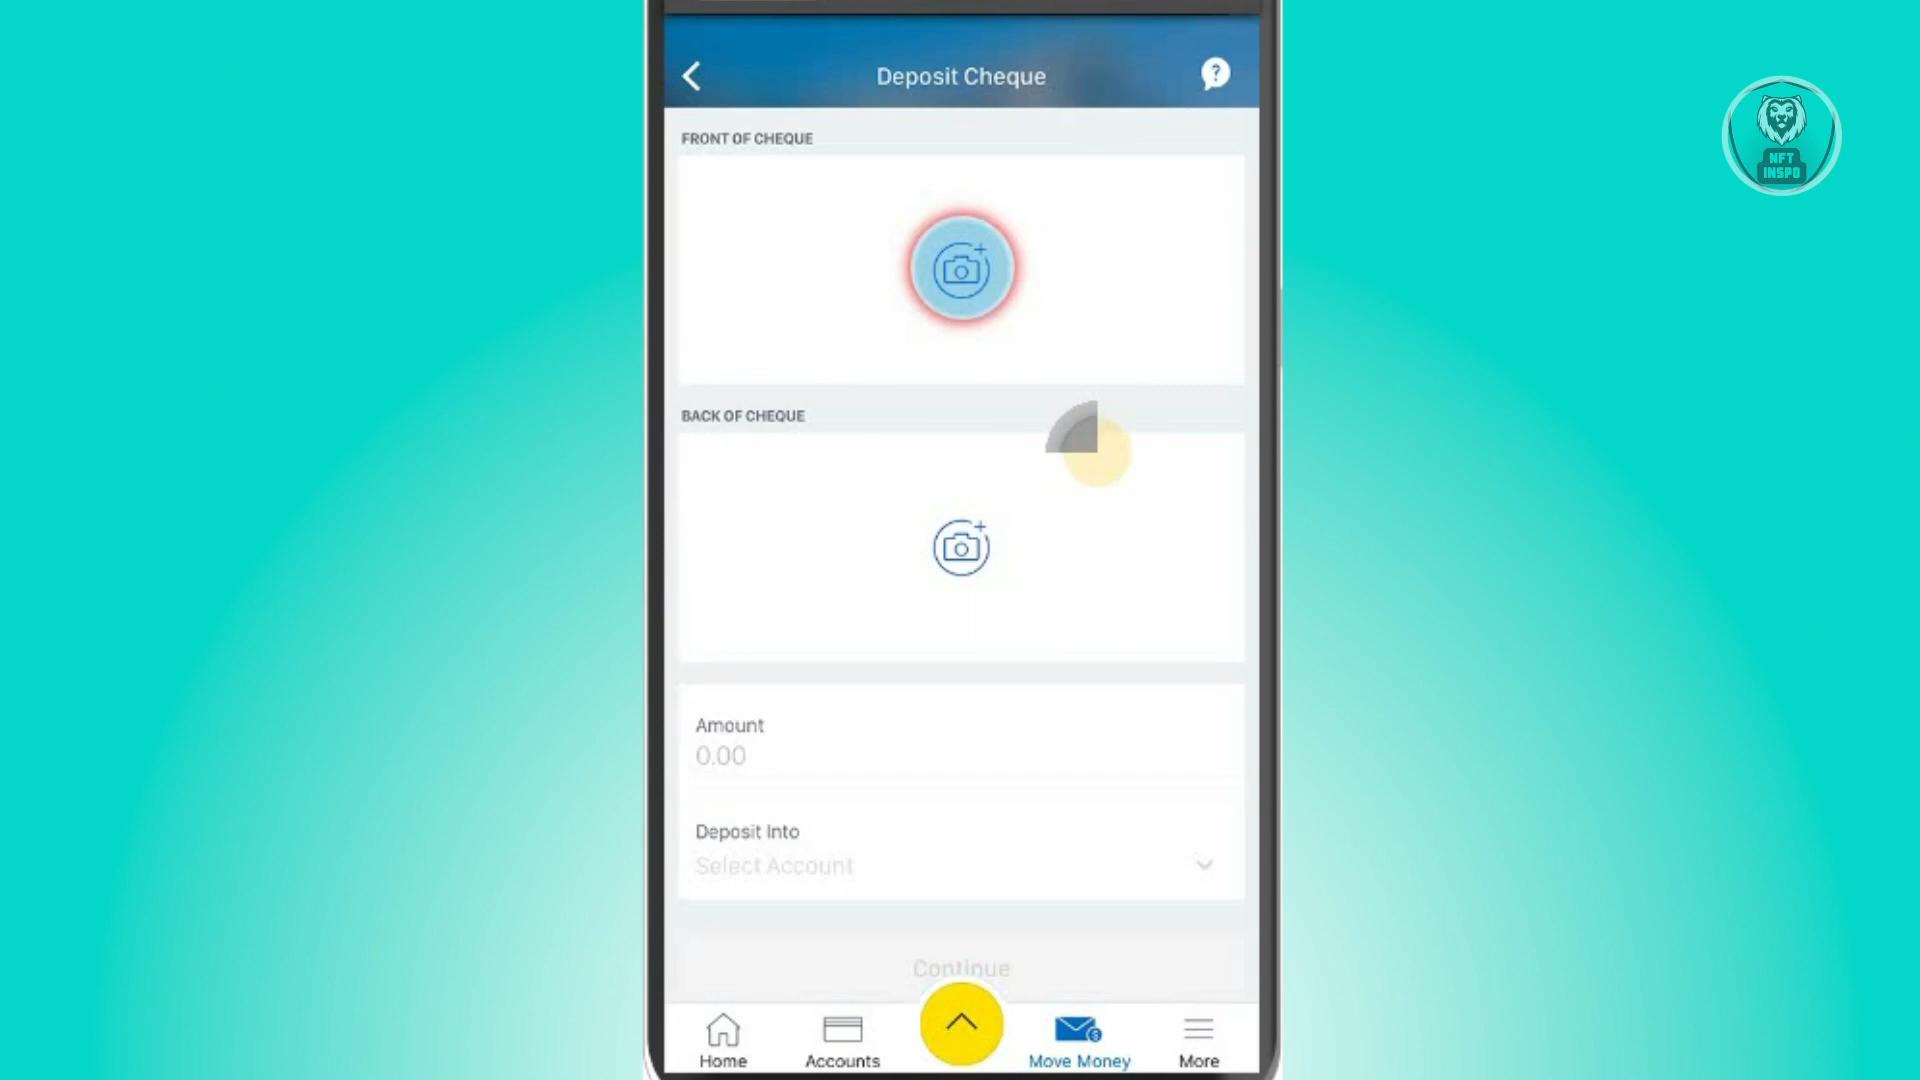 Deposit Cheque
?
FRONT OF CHEQUE
BACK OF CHEQUE
Amount
0.00
Deposit Into
Select Account
Continue
Home
Accounts
Move Money
More
NFT
INSPO